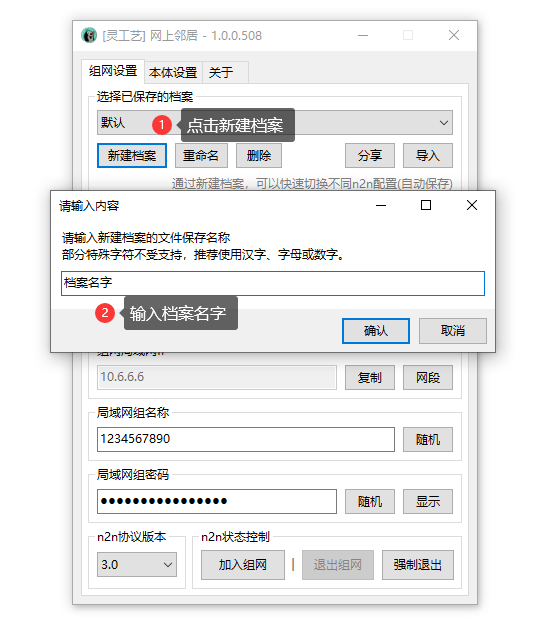 [灵工艺] 网上邻居 - 1.0.0.508
组网设置 本体设置 关于
选择已保存的档案
默认
1 点击新建档案
新建档案 重命名 删除 分享 导入
通过新建档案，可以快速切换不同n2n配置(自动保存)
请输入内容
请输入新建档案的文件保存名称
部分特殊字符不受支持，推荐使用汉字、字母或数字。
档案名字
2 输入档案名字
确认 取消
10.6.6.6 复制 网段
局域网组名称
1234567890 随机
局域网组密码
●●●●●●●●●●●●●●●● 随机 显示
n2n协议版本 n2n状态控制
3.0 加入组网 | 退出组网 强制退出